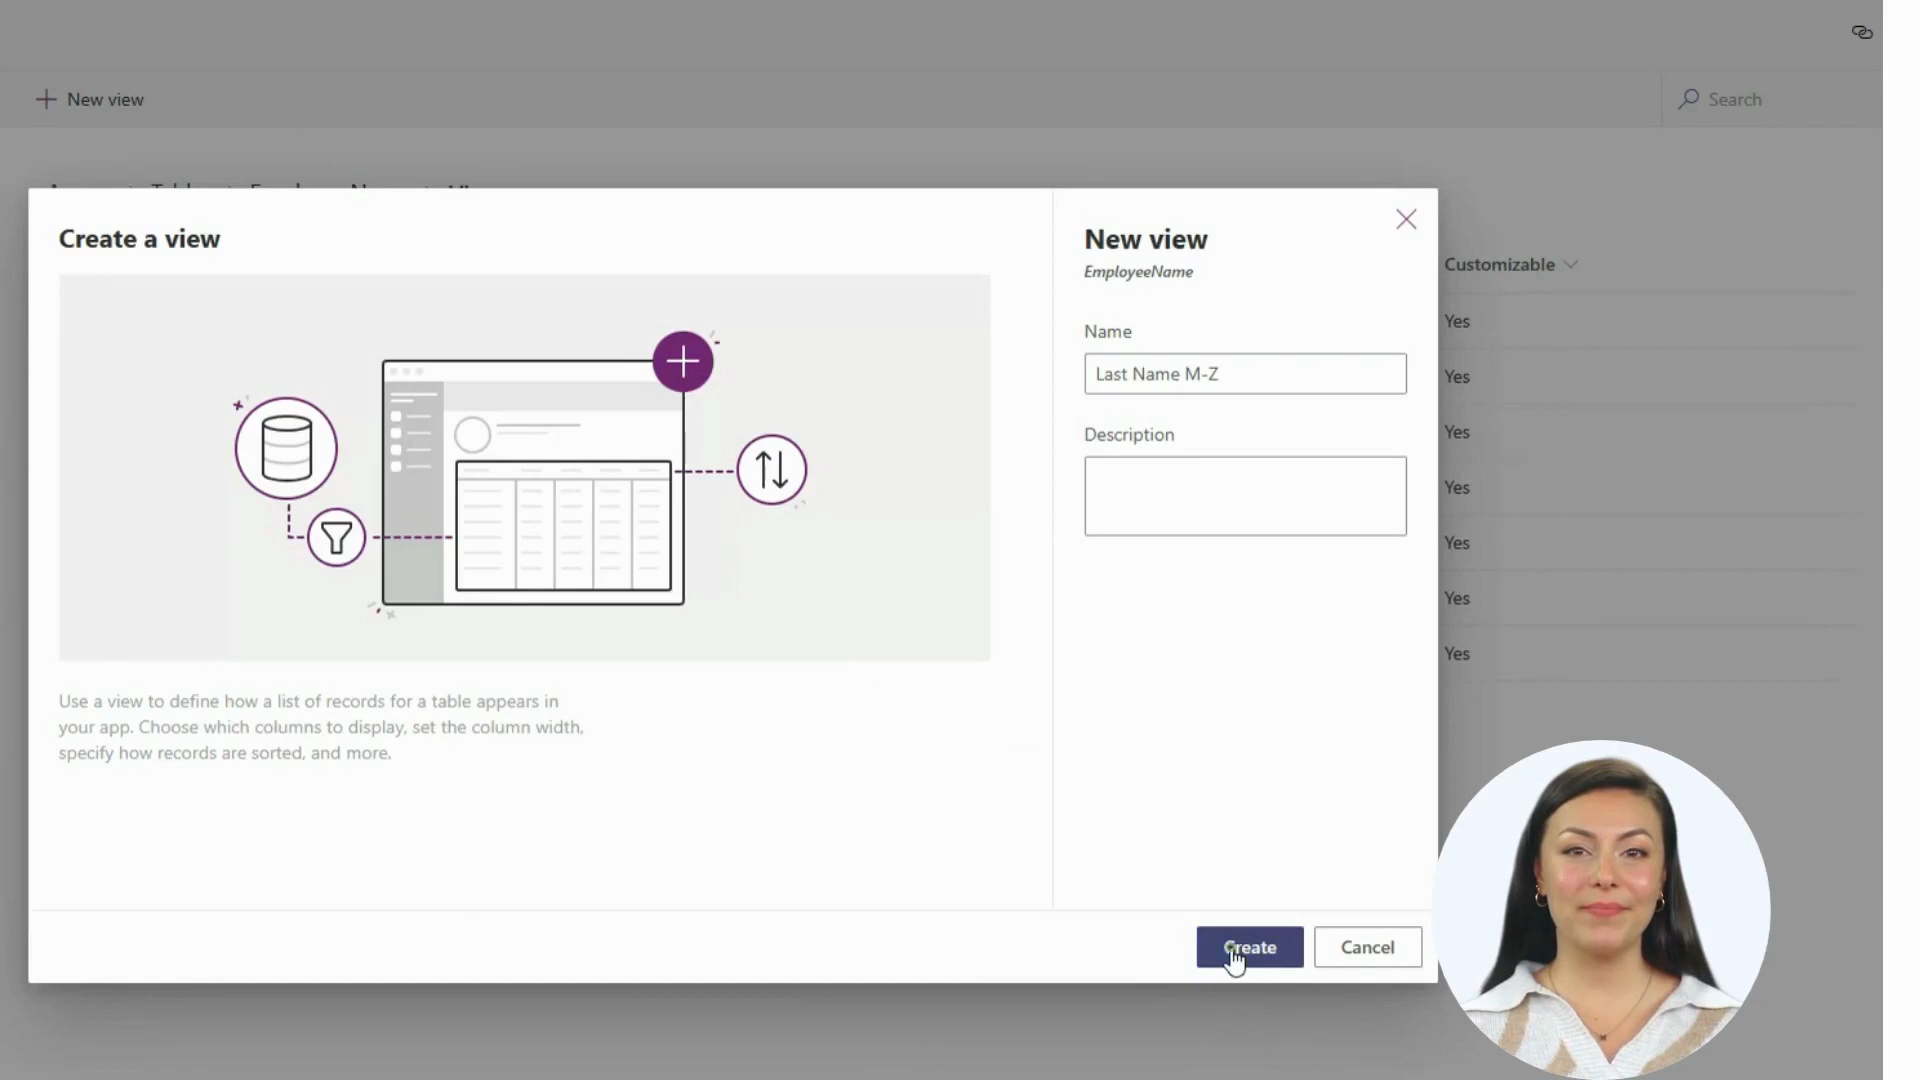 New view
Search
Create a view
New view
EmployeeName
Customizable
Name
Yes
Last Name M-Z
Yes
Description
Yes
Yes
Yes
Yes
Yes
Use a view to define how a list of records for a table appears in
your app. Choose which columns to display, set the column width,
specify how records are sorted, and more.
Create
Cancel